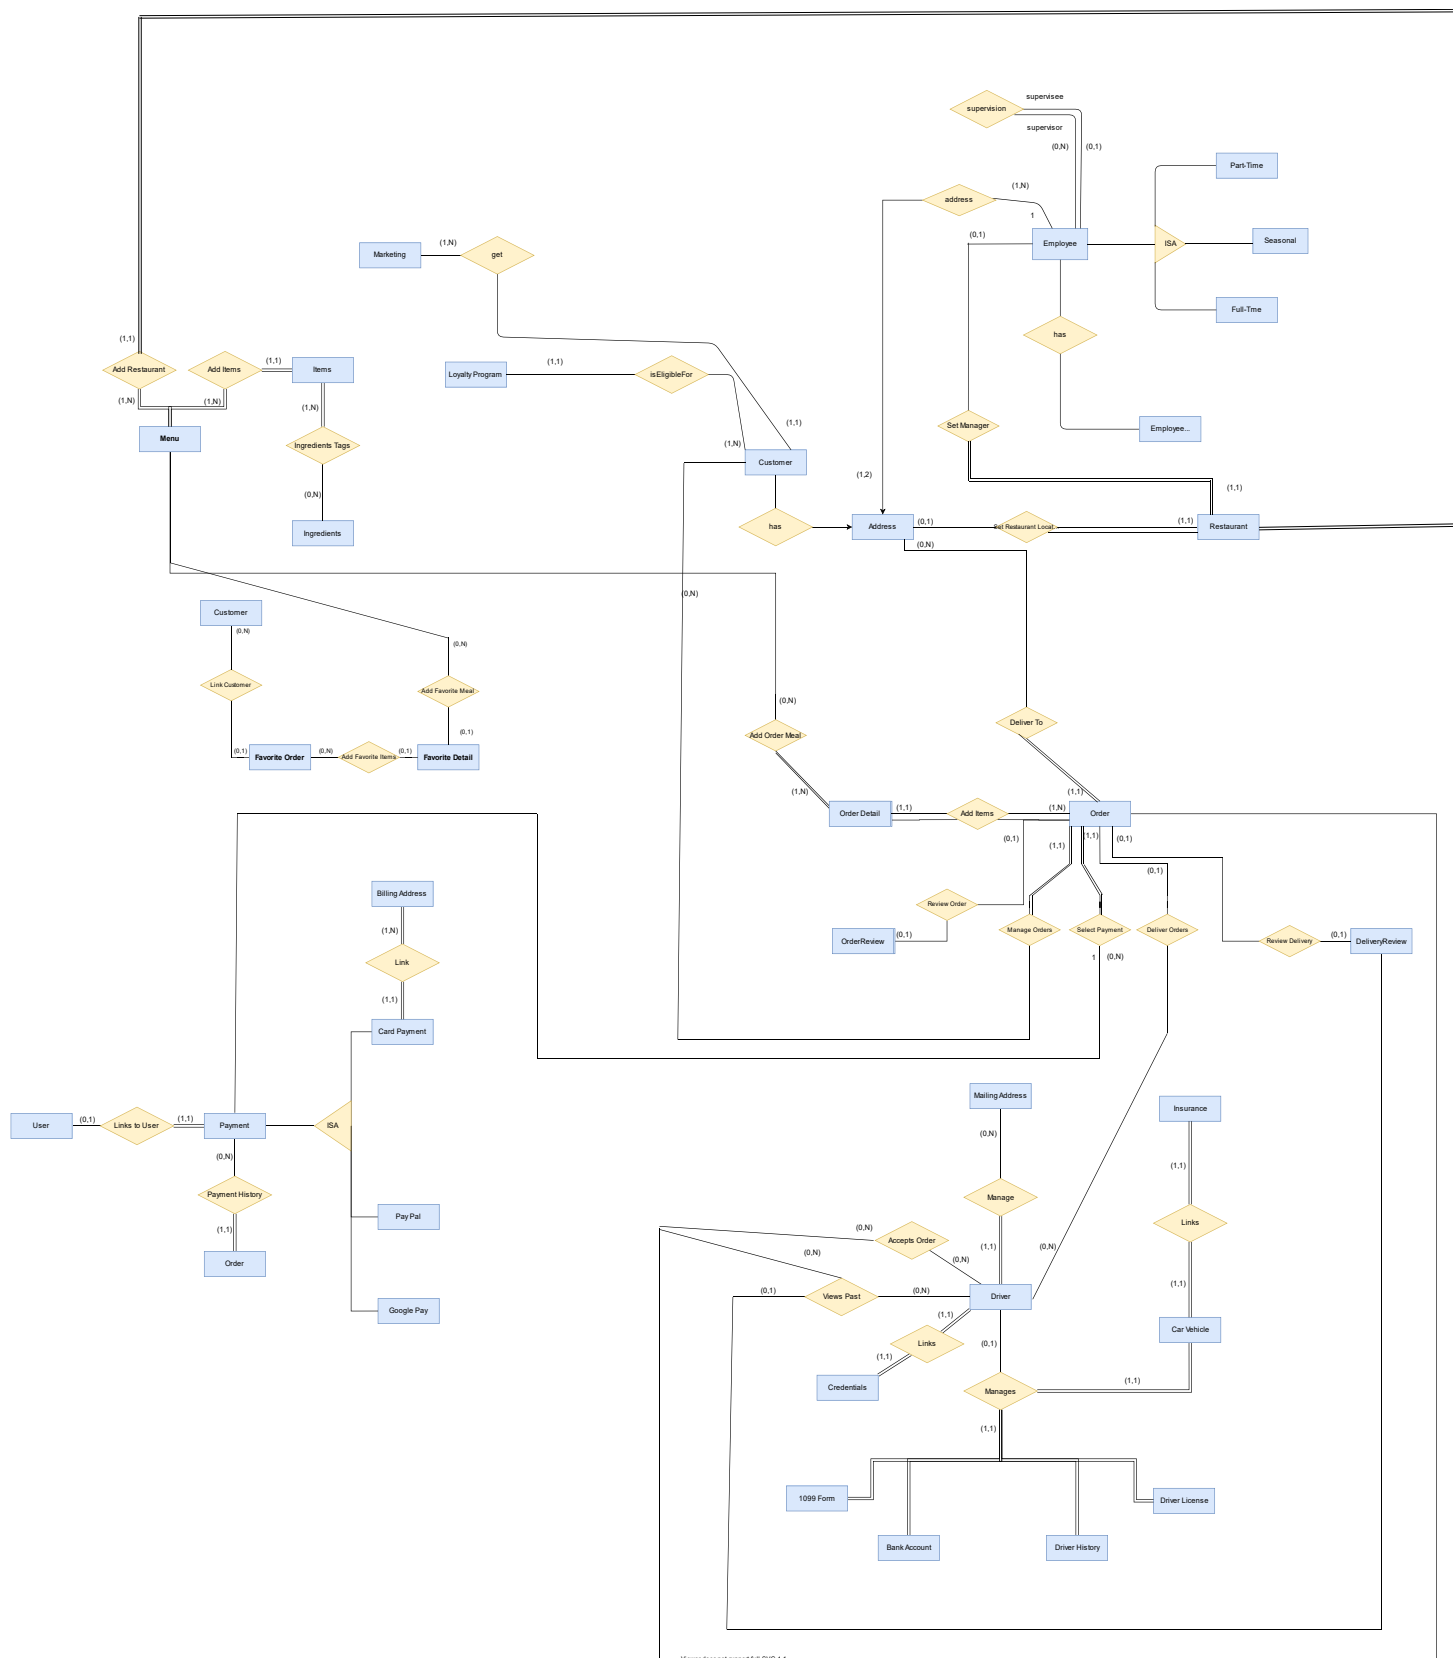 supervisee
supervision
supervisor
(0,N)
(0,1)
Part-Time
(1,N)
address
1
(0,1)
Employee
ISA
Seasonal
(1,N)
Marketing
get
Full-Tme
(1,1)
has
Add Restaurant
Add Items
(1,1)
Items
(1,1)
Loyalty Program
isEligibleFor
(1,N)
(1,N)
(1,N)
Menu
Ingredients Tags
(1,1)
(1,N)
Set Manager
Employee...
Customer
(1,2)
(0,N)
(1,1)
Ingredients
has
Address
(0,1)
Set Restaurant Local...
(1,1)
Restaurant
(0,N)
(0,N)
Customer
(0,N)
(0,N)
Link Customer
Add Favorite Meal
(0,N)
(0,1)
Deliver To
Add Order Meal
(0,1)
Favorite Order
(0,N)
Add Favorite Items
(0,1)
Favorite Detail
(1,N)
(1,1)
Order Detail
(1,1)
Add Items
(1,N)
Order
(0,1)
(1,1)
(1,1)
(0,1)
(0,1)
Billing Address
Review Order
(1,N)
OrderReview
(0,1)
Manage Orders
Select Payment
Deliver Orders
Review Delivery
(0,1)
DeliveryReview
1
(0,N)
Link
(1,1)
Card Payment
Mailing Address
Insurance
User
(0,1)
Links to User
(1,1)
Payment
ISA
(0,N)
(0,N)
(1,1)
Payment History
Manage
(1,1)
Pay Pal
Links
(0,N)
Accepts Order
(1,1)
(0,N)
(0,N)
(0,N)
Order
(1,1)
Google Pay
(0,1)
Views Past
(0,N)
Driver
(1,1)
Car Vehicle
Links
(0,1)
(1,1)
Credentials
Manages
(1,1)
(1,1)
1099 Form
Driver License
Bank Account
Driver History